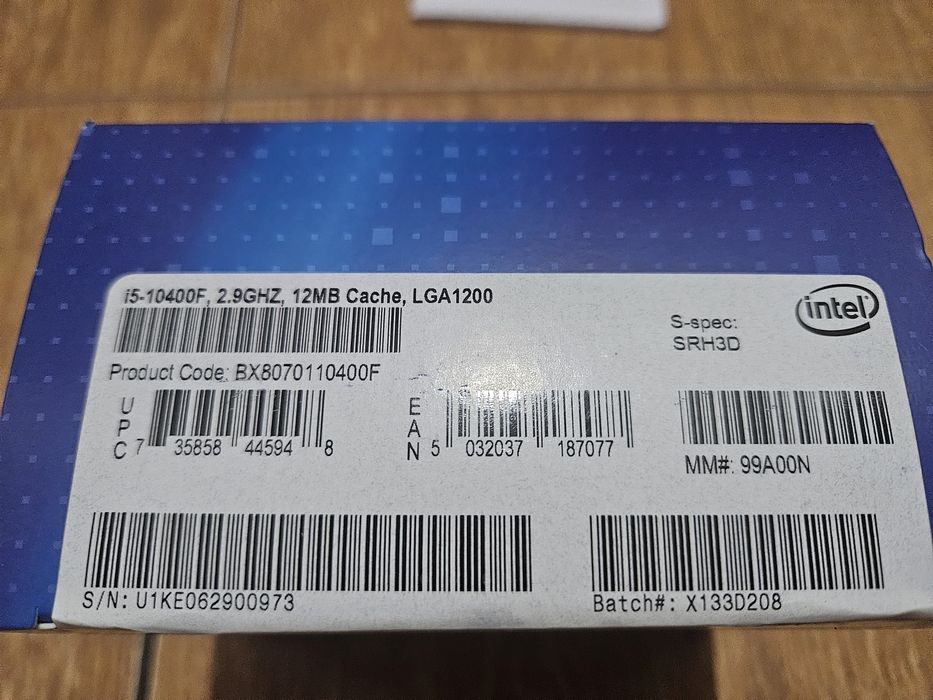 i5-10400F, 2.9GHZ, 12MB Cache, LGA1200
intel
S-spec:
SRH3D
Product Code: BX8070110400F
UPC 7 35858 44594 8
EAN 5 032037 187077
MM#: 99A00N
S/N: U1KE062900973
Batch#: X133D208